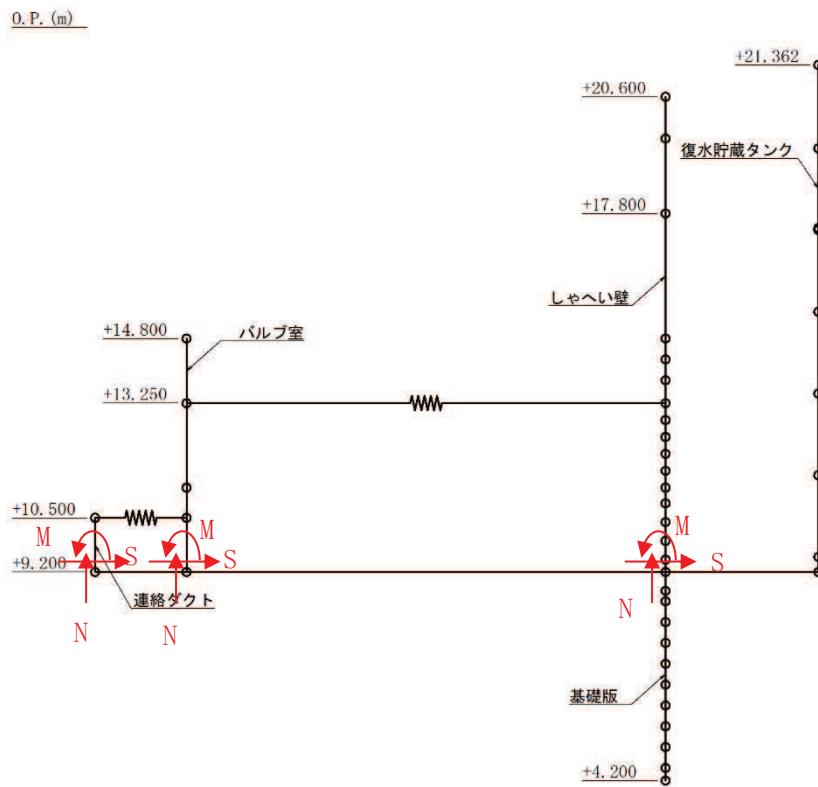 O.P.(m)
+21.362
+20.600
復水貯蔵タンク
+17.800
しゃへい壁
+14.800
バルブ室
+13.250
+10.500
M
S
M
S
M
S
+9.200
連絡ダクト
N
N
N
基礎版
+4.200